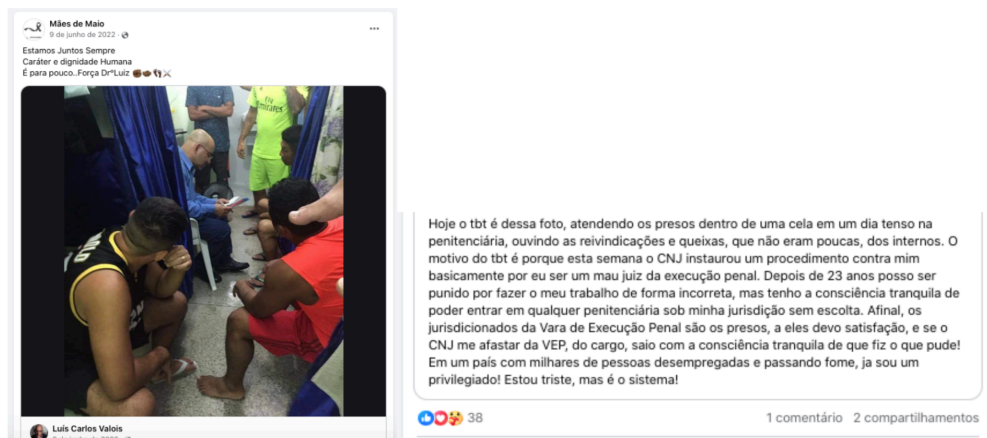 Mães de Maio
9 de junho de 2022 ·
Estamos Juntos Sempre
Caráter e dignidade Humana
É para pouco..Força DrºLuiz
Emirates
Luís Carlos Valois
Hoje o tbt é dessa foto, atendendo os presos dentro de uma cela em um dia tenso na
penitenciária, ouvindo as reivindicações e queixas, que não eram poucas, dos internos. O
motivo do tbt é porque esta semana o CNJ instaurou um procedimento contra mim
basicamente por eu ser um mau juiz da execução penal. Depois de 23 anos posso ser
punido por fazer o meu trabalho de forma incorreta, mas tenho a consciência tranquila de
poder entrar em qualquer penitenciária sob minha jurisdição sem escolta. Afinal, os
jurisdicionados da Vara de Execução Penal são os presos, a eles devo satisfação, e se o
CNJ me afastar da VEP, do cargo, saio com a consciência tranquila de que fiz o que pude!
Em um país com milhares de pessoas desempregadas e passando fome, ja sou um
privilegiado! Estou triste, mas é o sistema!
38
1 comentário 2 compartilhamentos